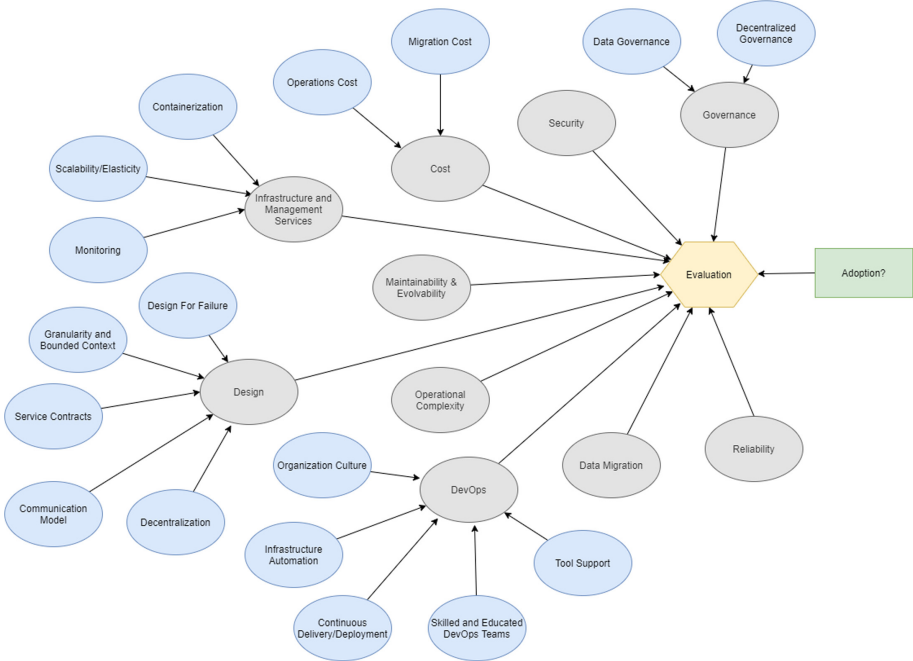 Migration Cost
Data Governance
Decentralized
Governance
Operations Cost
Containerization
Security
Governance
Scalability/Elasticity
Cost
Infrastructure and
Management
Services
Monitoring
Evaluation
Adoption?
Maintainability &
Evolvability
Design For Failure
Granularity and
Bounded Context
Design
Operational
Complexity
Service Contracts
Reliability
Organization Culture
Data Migration
DevOps
Communication
Model
Decentralization
Infrastructure
Automation
Tool Support
Continuous
Delivery/Deployment
Skilled and Educated
DevOps Teams